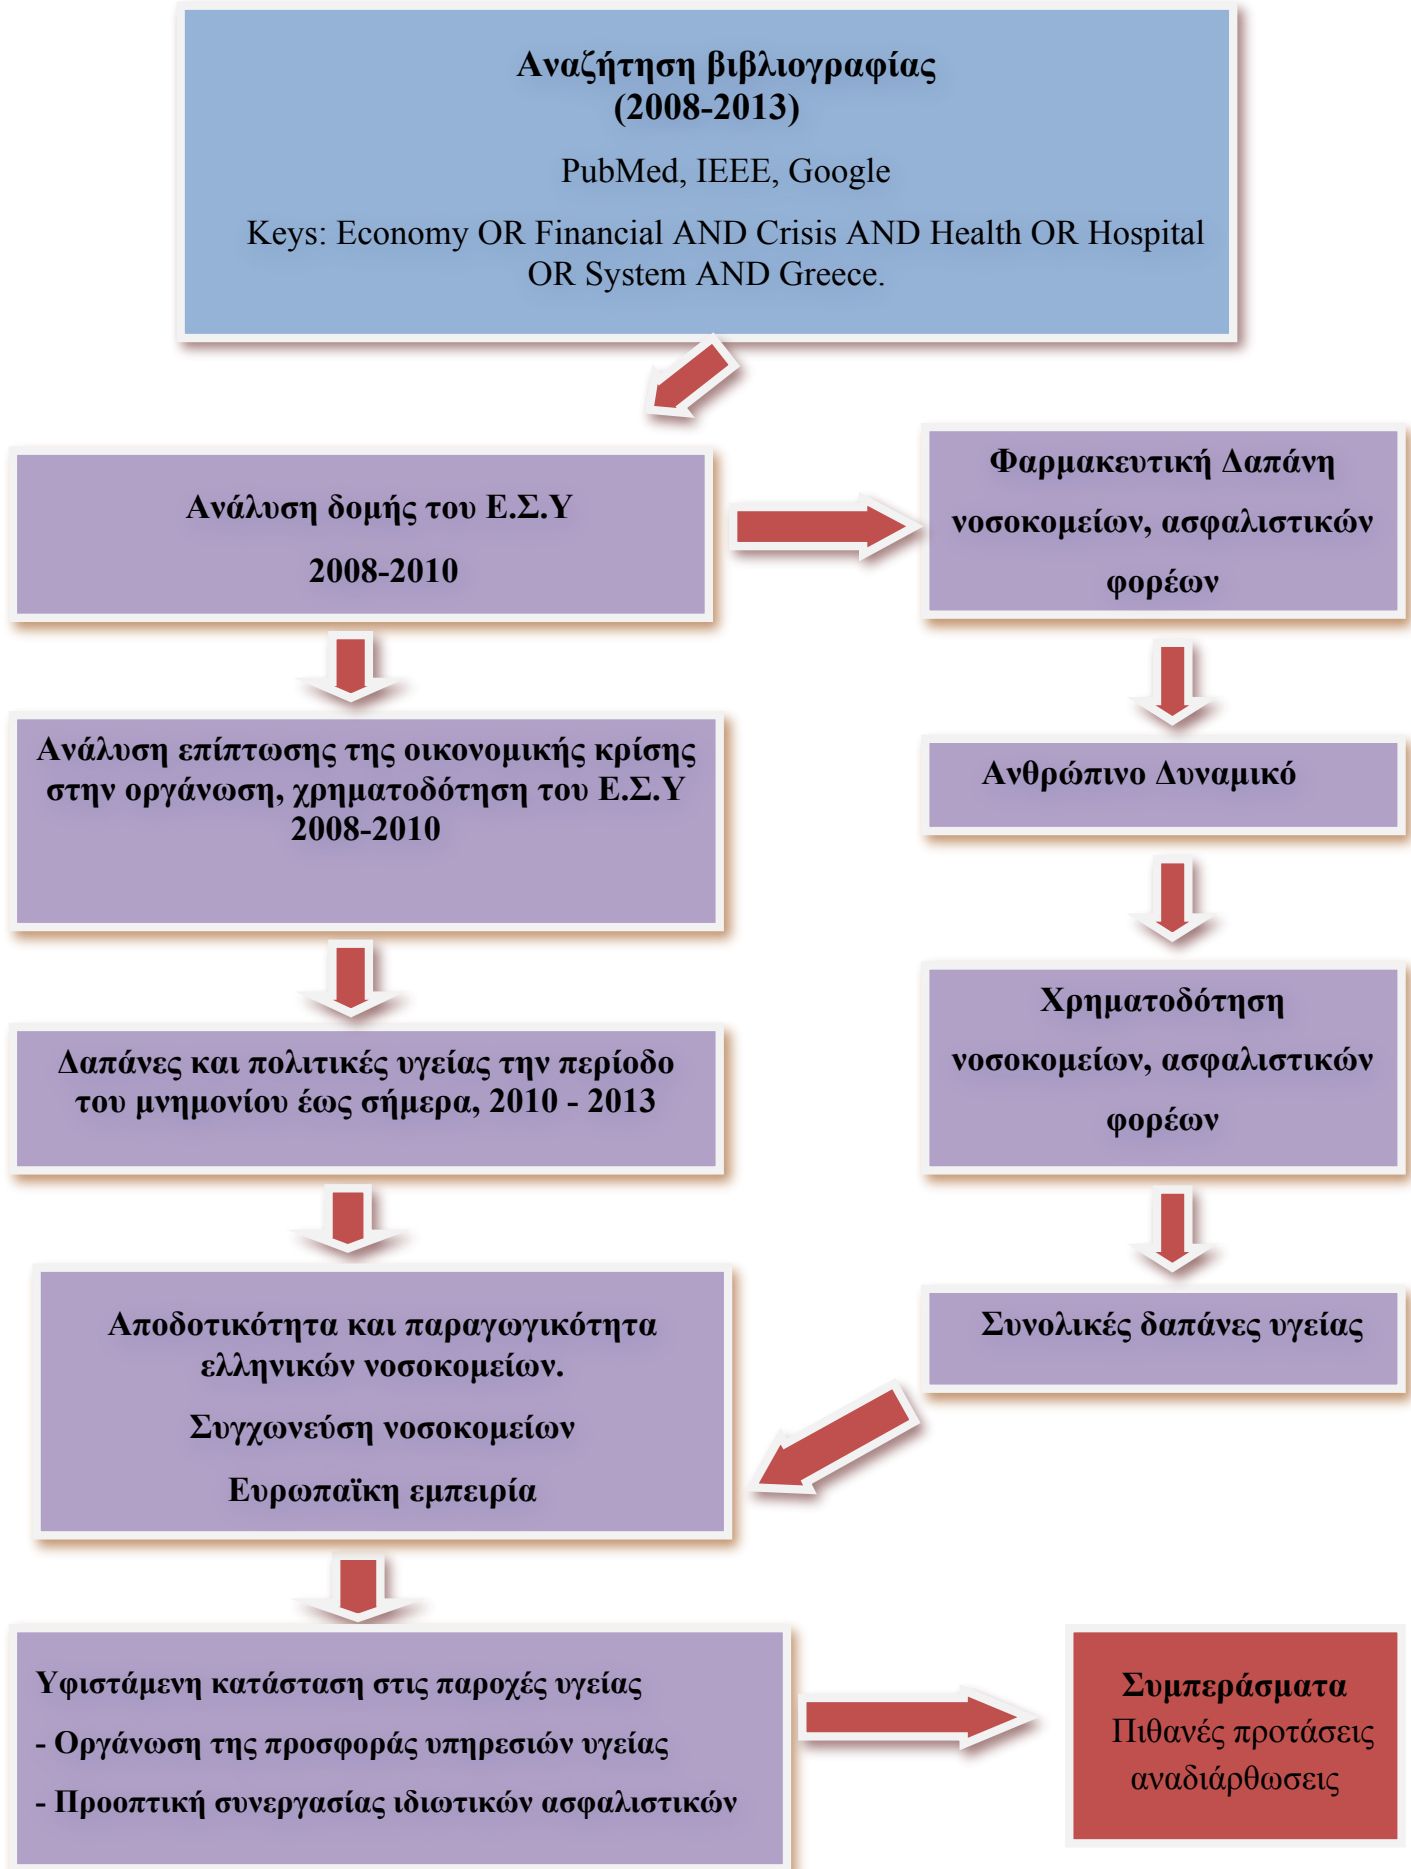 Αναζήτηση βιβλιογραφίας
(2008-2013)
PubMed, IEEE, Google
Keys: Economy OR Financial AND Crisis AND Health OR Hospital
OR System AND Greece.
Ανάλυση δομής του Ε.Σ.Υ
2008-2010
Φαρμακευτική Δαπάνη
νοσοκομείων, ασφαλιστικών
φορέων
Ανάλυση επίπτωσης της οικονομικής κρίσης
στην οργάνωση, χρηματοδότηση του Ε.Σ.Υ
2008-2010
Ανθρώπινο Δυναμικό
Δαπάνες και πολιτικές υγείας την περίοδο
του μνημονίου έως σήμερα, 2010 - 2013
Χρηματοδότηση
νοσοκομείων, ασφαλιστικών
φορέων
Αποδοτικότητα και παραγωγικότητα
ελληνικών νοσοκομείων.
Συγχωνεύση νοσοκομείων
Ευρωπαϊκη εμπειρία
Συνολικές δαπάνες υγείας
Υφιστάμενη κατάσταση στις παροχές υγείας
- Οργάνωση της προσφοράς υπηρεσιών υγείας
- Προοπτική συνεργασίας ιδιωτικών ασφαλιστικών
Συμπεράσματα
Πιθανές προτάσεις
αναδιάρθωσεις